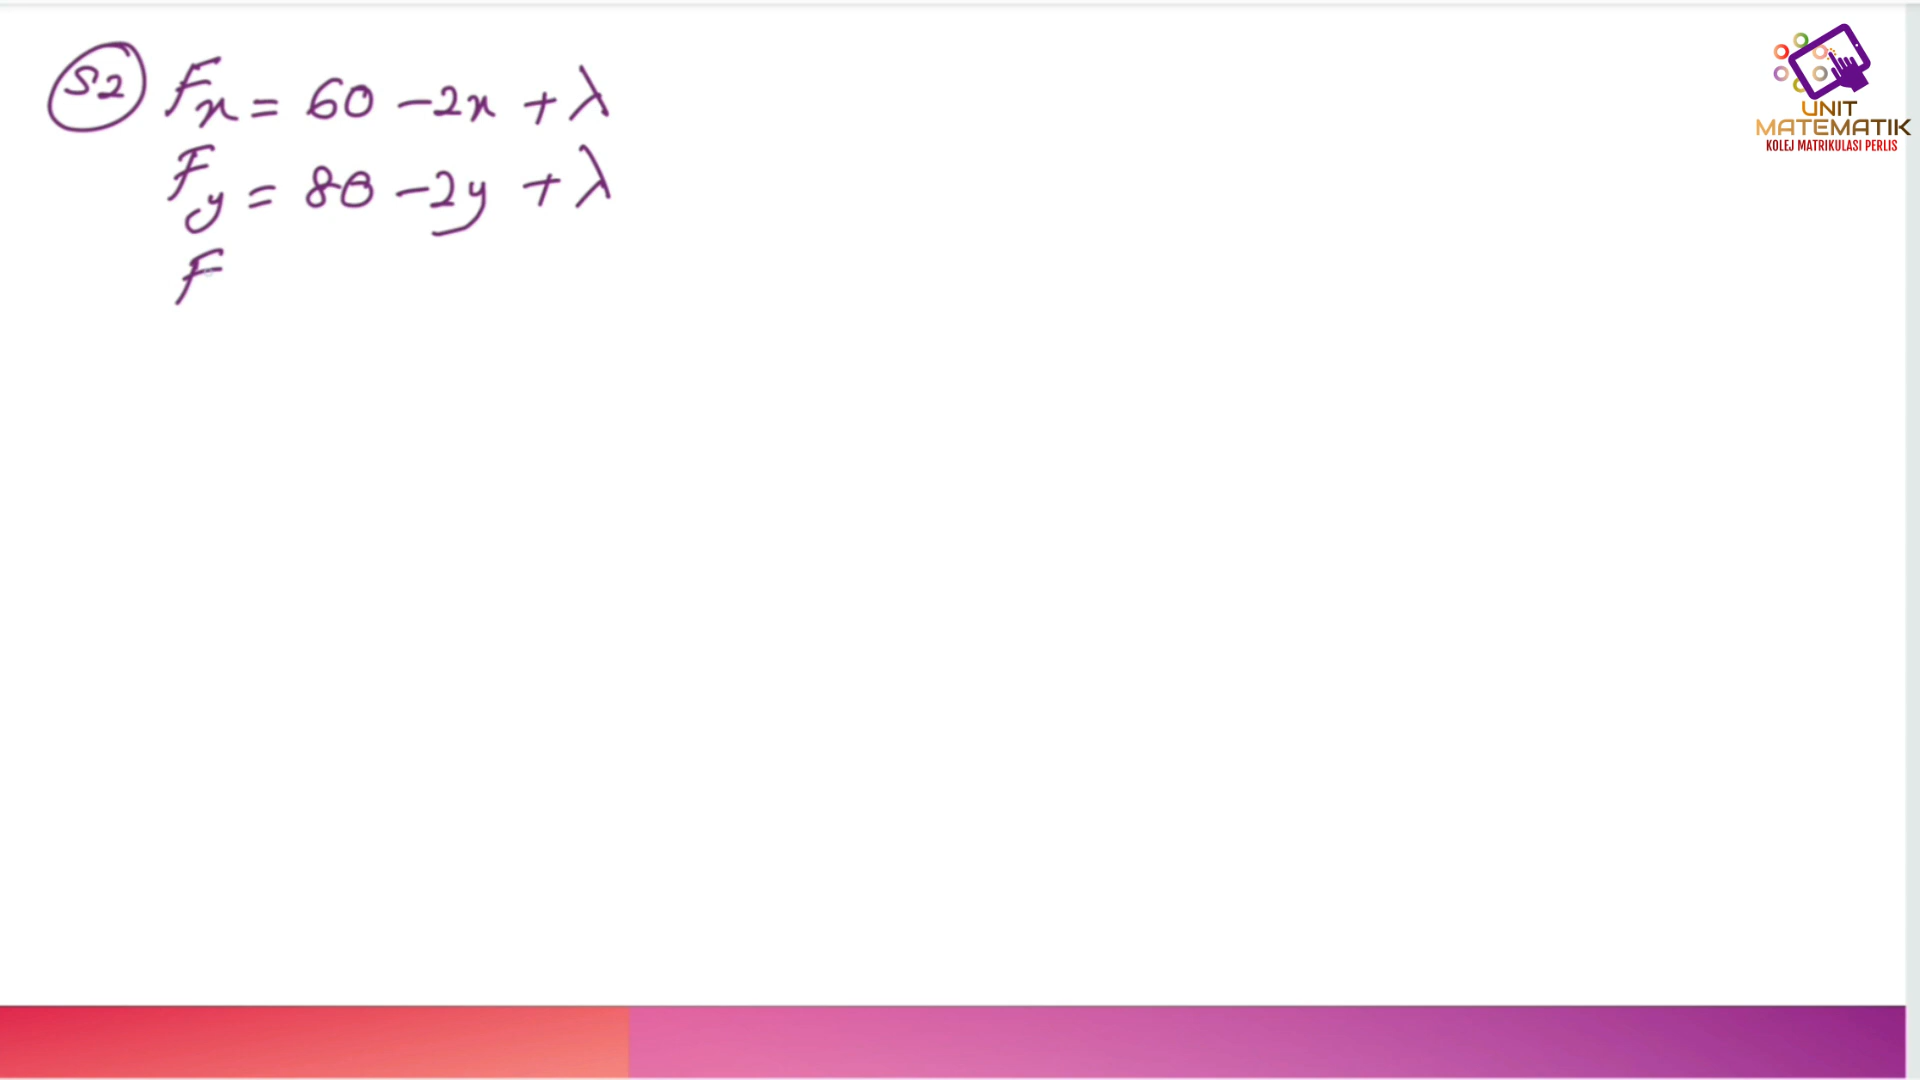 S2 Fx = 60 - 2x + λ
Fy = 80 - 2y + λ
F
UNIT
MATEMATIK
KOLEJ MATRIKULASI PERLIS